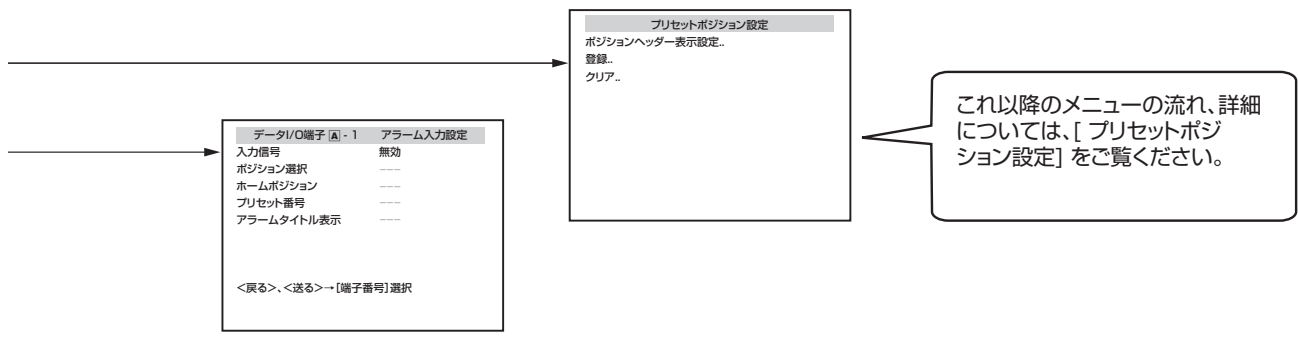 プリセットポジション設定
ポジションヘッダー表示設定..
登録..
クリア..
これ以降のメニューの流れ、詳細
については、[ プリセットポジ
ション設定] をご覧ください。
データI/O端子 A - 1 アラーム入力設定
入力信号 無効
ポジション選択 ---
ホームポジション ---
プリセット番号 ---
アラームタイトル表示 ---
<戻る>、<送る>→[端子番号]選択